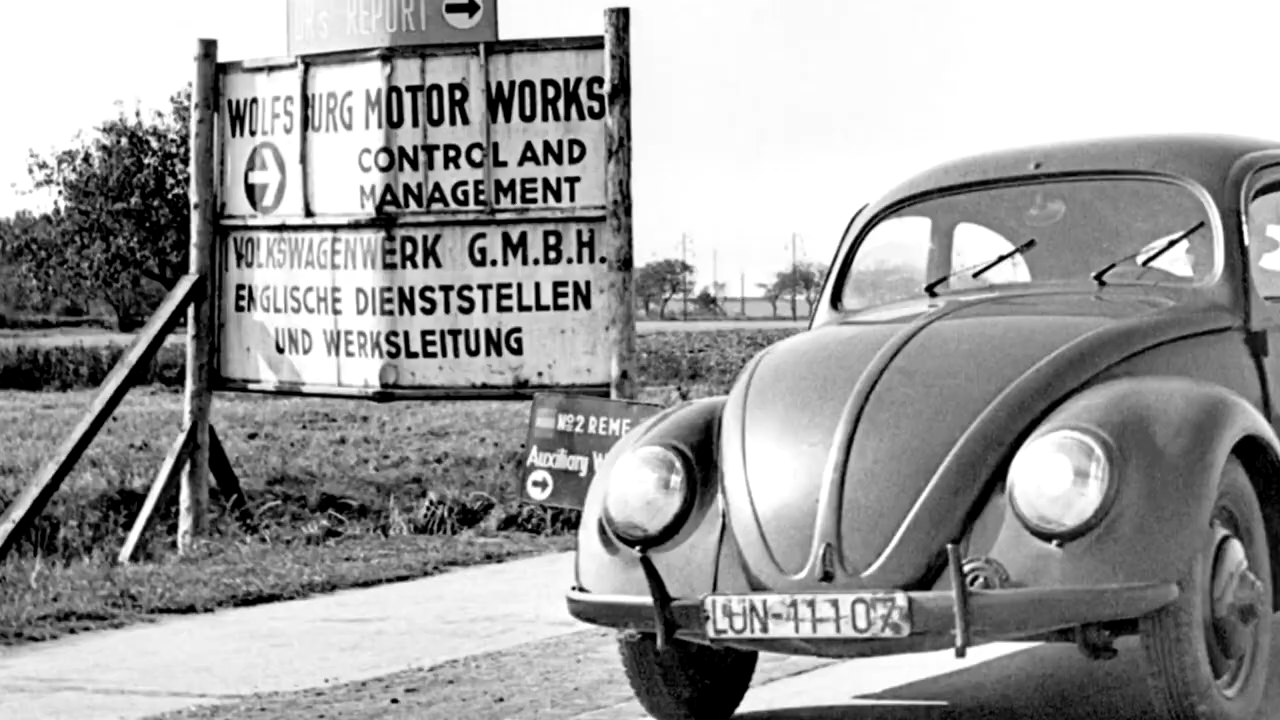 REPORT
WOLFSBURG MOTOR WORKS
CONTROL AND
MANAGEMENT
VOLKSWAGENWERK G.M.B.H.
ENGLISCHE DIENSTSTELLEN
UND WERKSLEITUNG
No2 REME
Auxiliary
LUN-11107